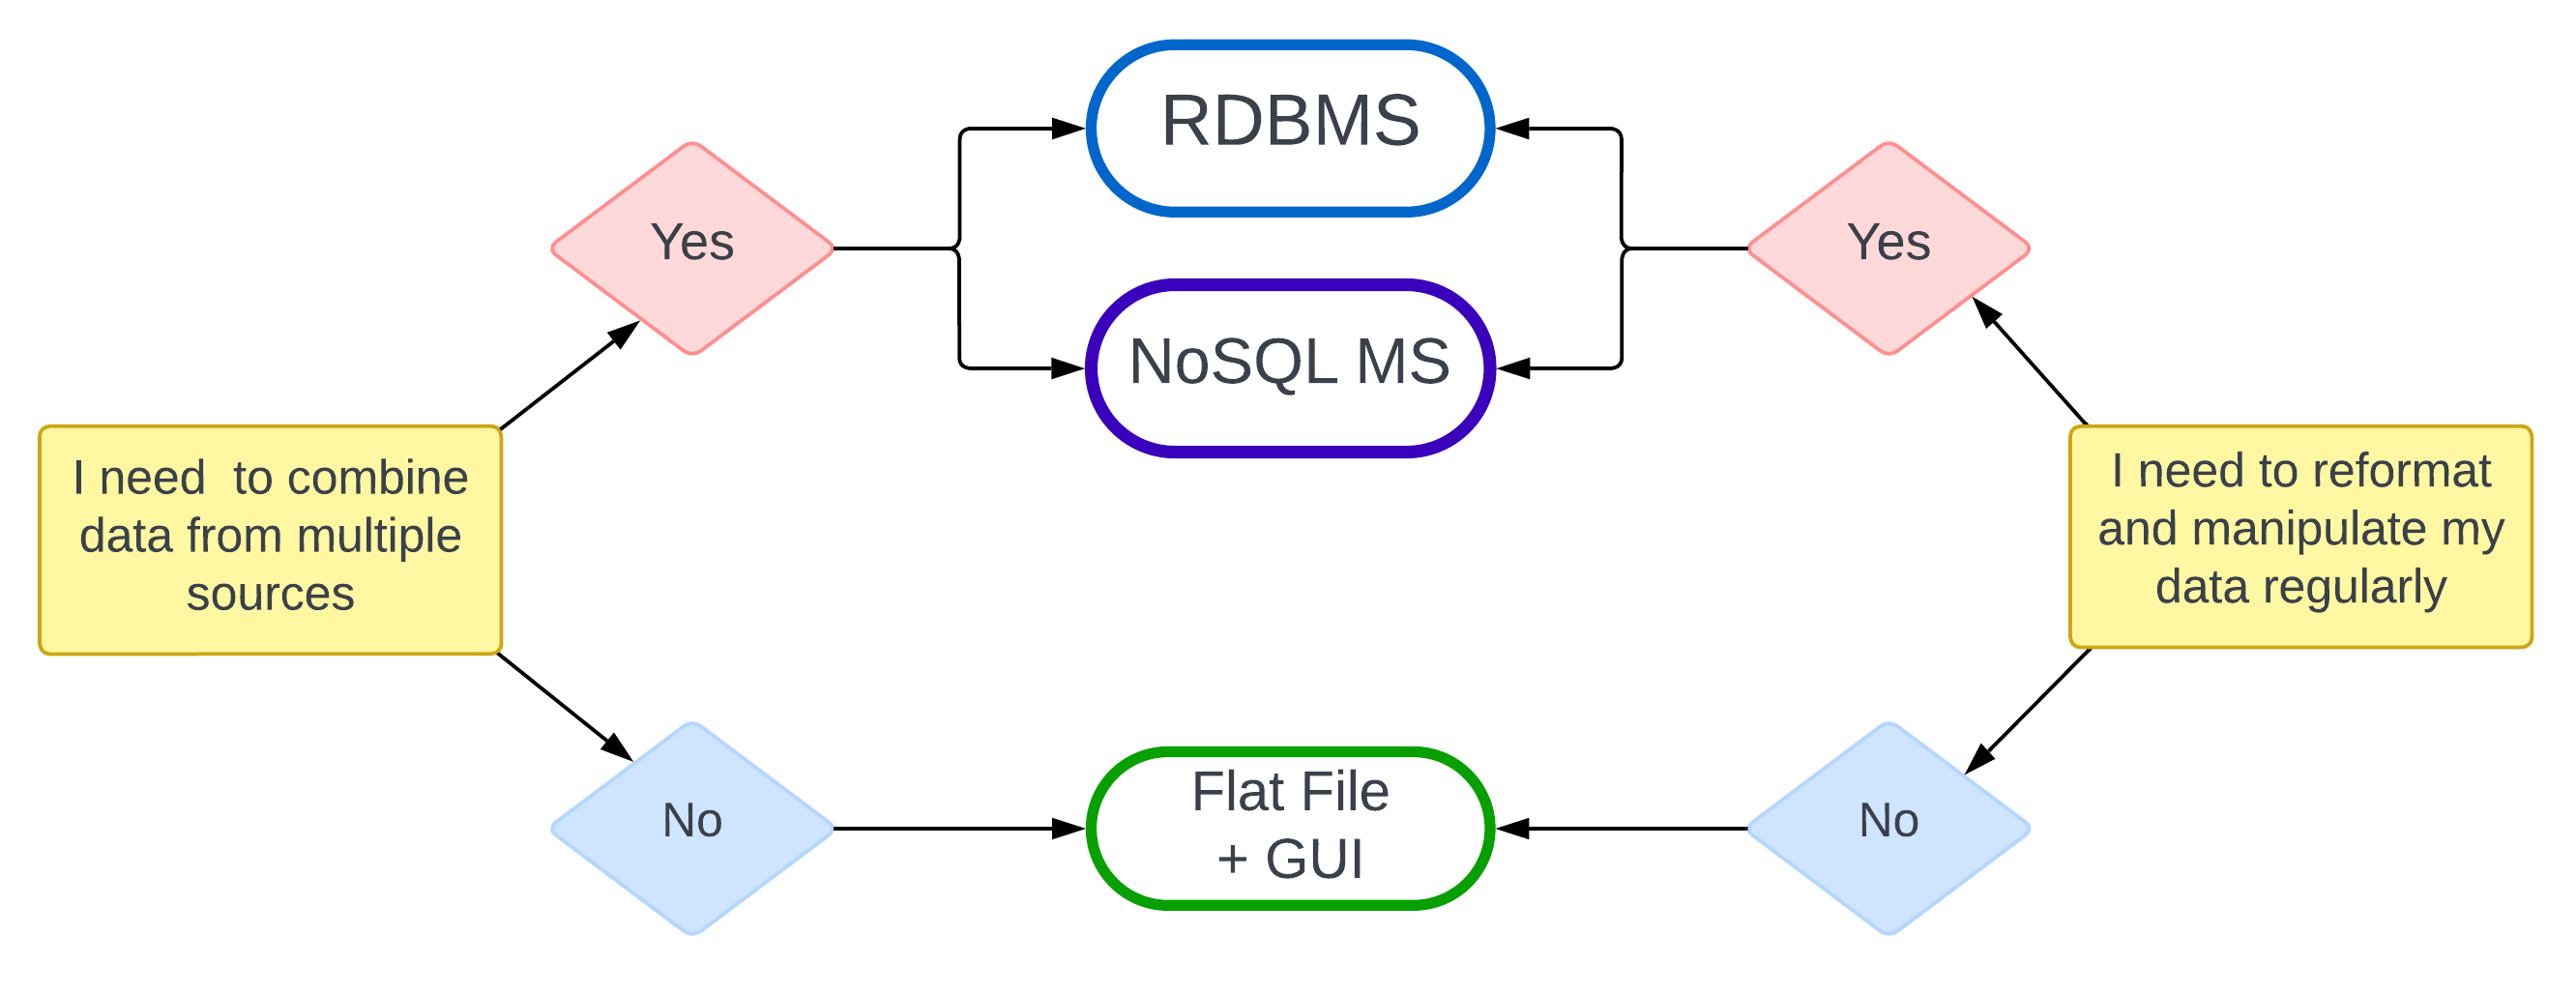 RDBMS
Yes
Yes
NoSQL MS
I need  to combine
data from multiple
sources
I need to reformat
and manipulate my
data regularly
No
Flat File
+ GUI
No